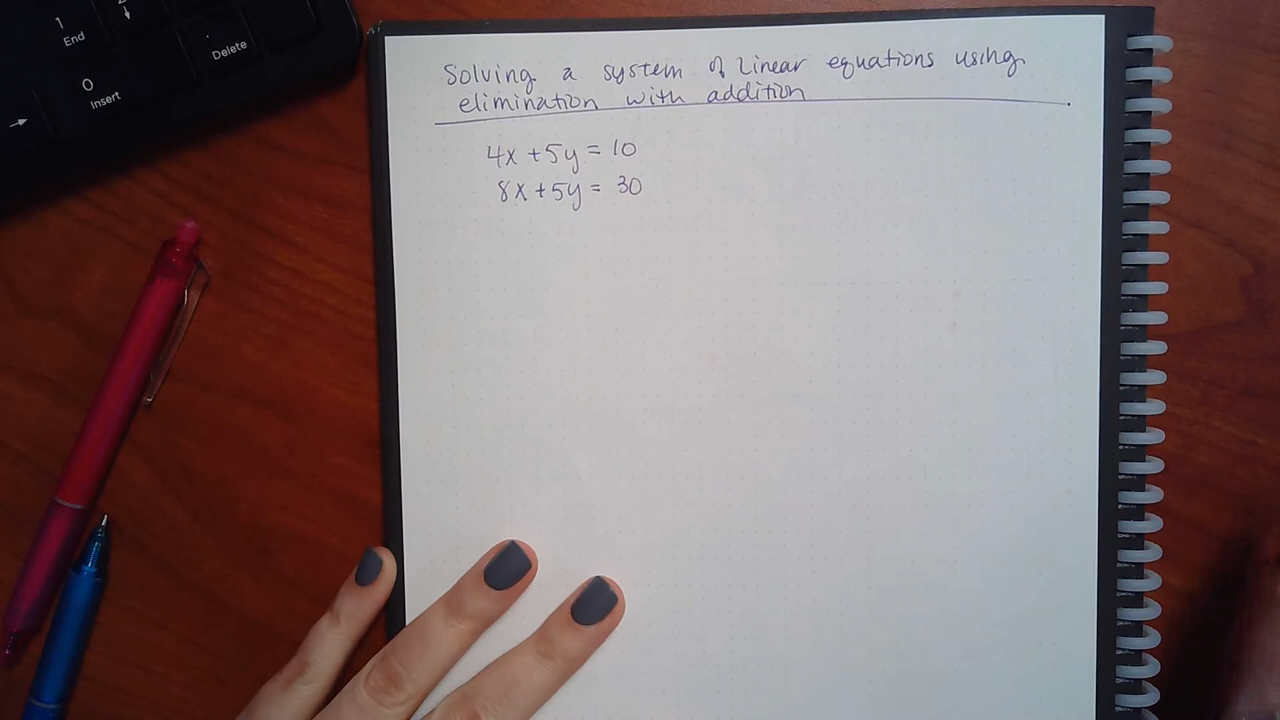 1
End
↓
Delete
0
Insert
→
Solving a system of linear equations using
elimination with addition
4x + 5y = 10
8x + 5y = 30